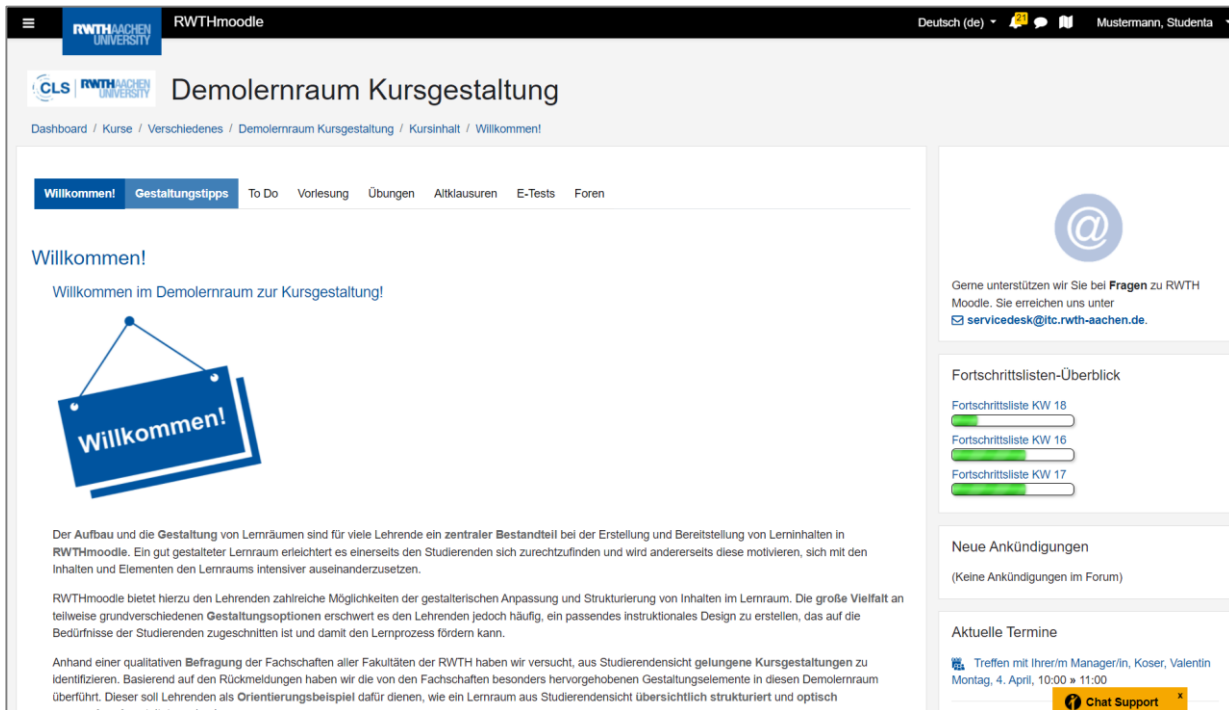 RWTHAACHEN
UNIVERSITY
RWTHmoodle
Deutsch (de)
21
Mustermann, Studenta
CLS RWTHAACHEN
UNIVERSITY
Demolernraum Kursgestaltung
Dashboard / Kurse / Verschiedenes / Demolernraum Kursgestaltung / Kursinhalt / Willkommen!
Willkommen! Gestaltungstipps To Do Vorlesung Übungen Altklausuren E-Tests Foren
Willkommen!
Willkommen im Demolernraum zur Kursgestaltung!
Willkommen!
Der Aufbau und die Gestaltung von Lernräumen sind für viele Lehrende ein zentraler Bestandteil bei der Erstellung und Bereitstellung von Lerninhalten in
RWTHmoodle. Ein gut gestalteter Lernraum erleichtert es einerseits den Studierenden sich zurechtzufinden und wird andererseits diese motivieren, sich mit den
Inhalten und Elementen den Lernraums intensiver auseinanderzusetzen.
RWTHmoodle bietet hierzu den Lehrenden zahlreiche Möglichkeiten der gestalterischen Anpassung und Strukturierung von Inhalten im Lernraum. Die große Vielfalt an
teilweise grundverschiedenen Gestaltungsoptionen erschwert es den Lehrenden jedoch häufig, ein passendes instruktionales Design zu erstellen, das auf die
Bedürfnisse der Studierenden zugeschnitten ist und damit den Lernprozess fördern kann.
Anhand einer qualitativen Befragung der Fachschaften aller Fakultäten der RWTH haben wir versucht, aus Studierendensicht gelungene Kursgestaltungen zu
identifizieren. Basierend auf den Rückmeldungen haben wir die von den Fachschaften besonders hervorgehobenen Gestaltungselemente in diesen Demolernraum
überführt. Dieser soll Lehrenden als Orientierungsbeispiel dafür dienen, wie ein Lernraum aus Studierendensicht übersichtlich strukturiert und optisch
@
Gerne unterstützen wir Sie bei Fragen zu RWTH
Moodle. Sie erreichen uns unter
servicedesk@itc.rwth-aachen.de.
Fortschrittslisten-Überblick
Fortschrittsliste KW 18
Fortschrittsliste KW 16
Fortschrittsliste KW 17
Neue Ankündigungen
(Keine Ankündigungen im Forum)
Aktuelle Termine
Treffen mit Ihrer/m Manager/in, Koser, Valentin
Montag, 4. April, 10:00 » 11:00
Chat Support x